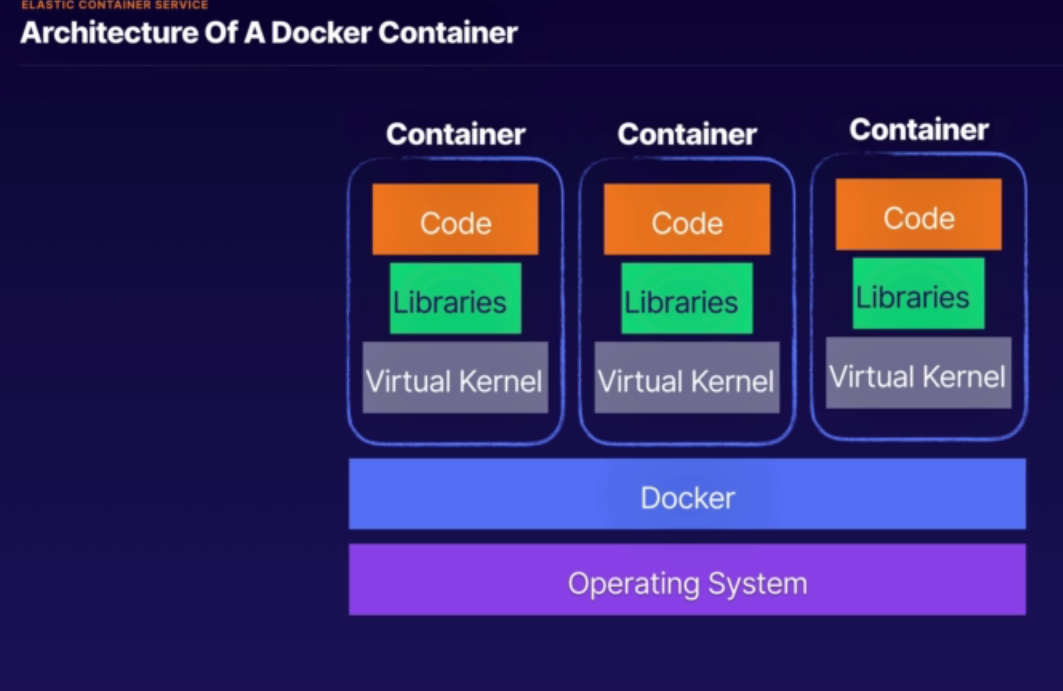 ELASTIC CONTAINER SERVICE
Architecture Of A Docker Container
Container Container Container
Code Code Code
Libraries Libraries Libraries
Virtual Kernel Virtual Kernel Virtual Kernel
Docker
Operating System